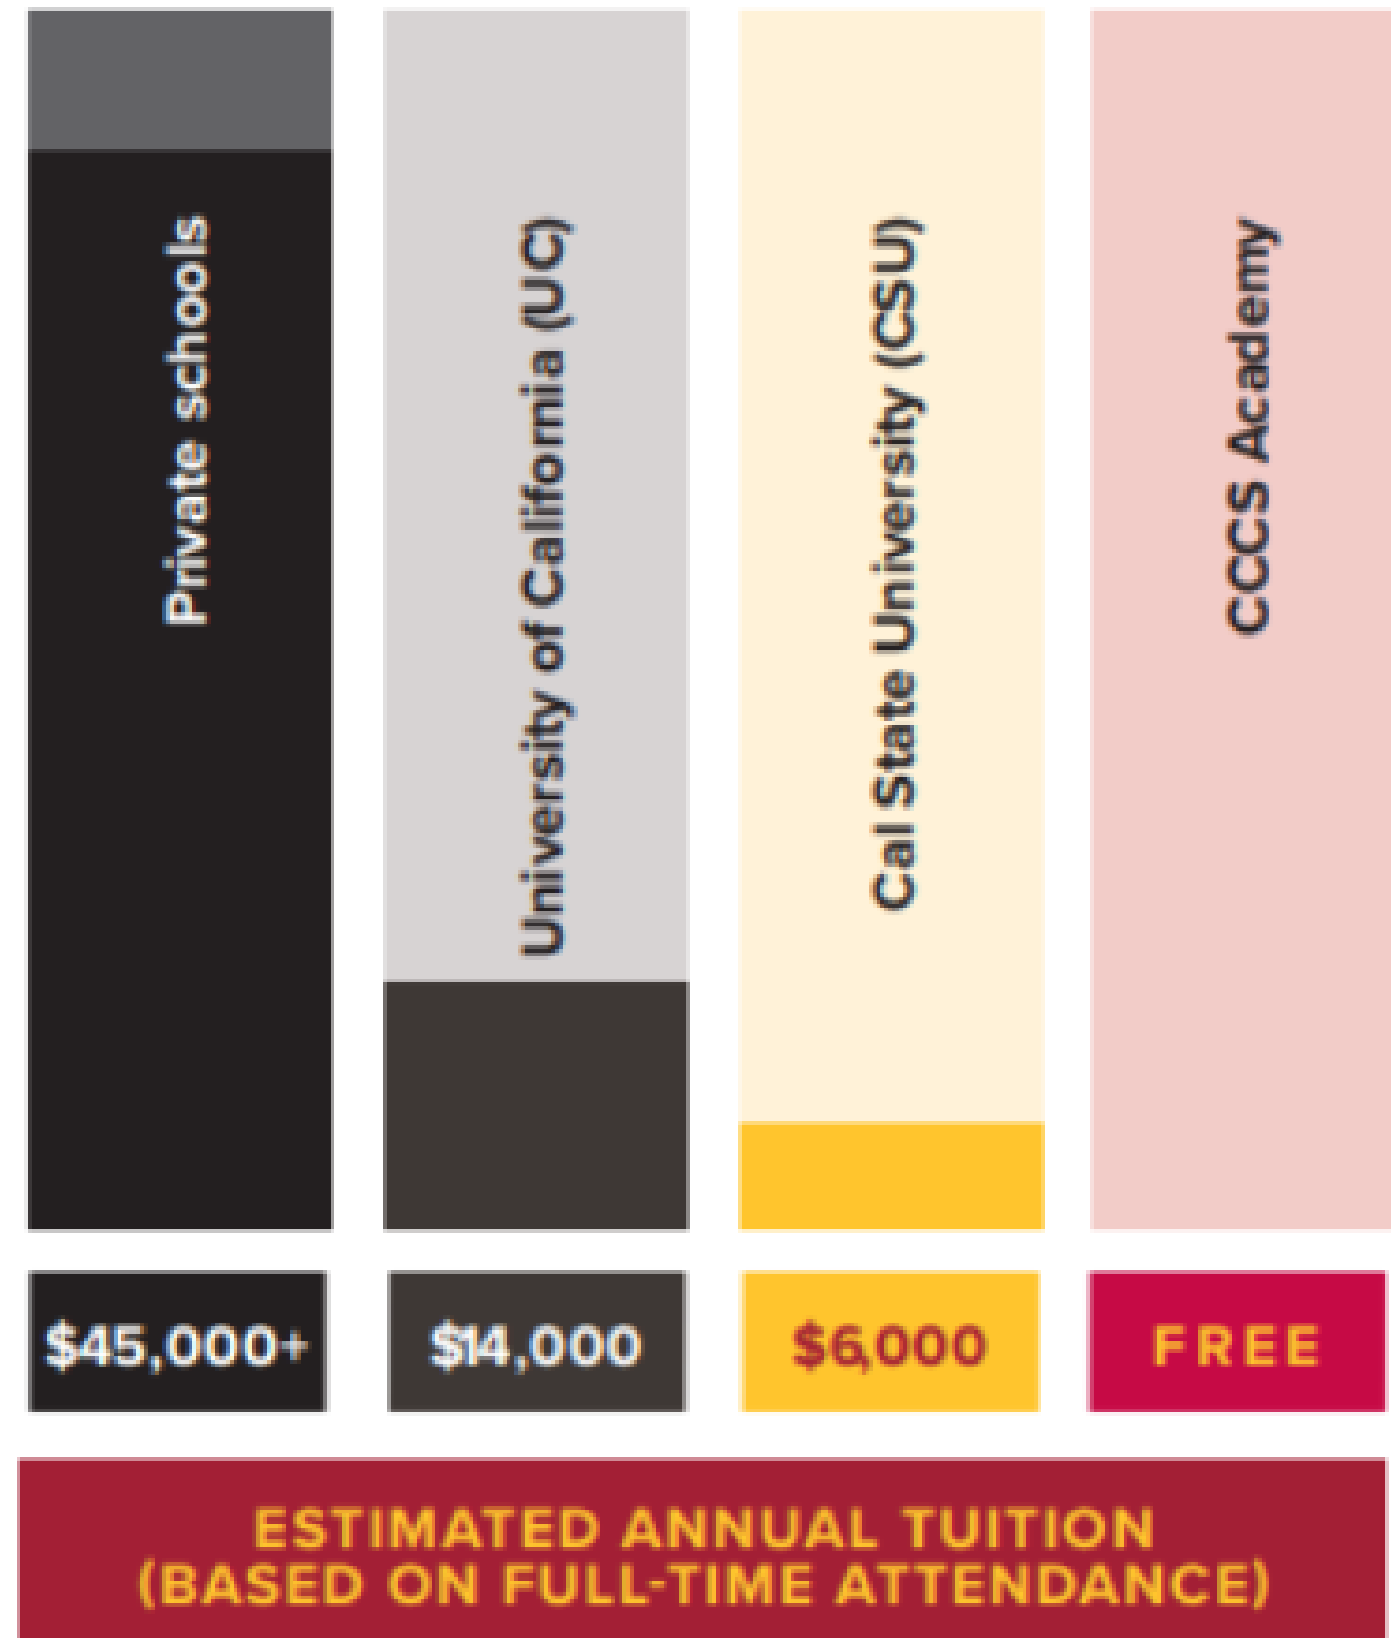 Private schools
University of California (UC)
Cal State University (CSU)
CCCS Academy
$45,000+
$14,000
$6,000
FREE
ESTIMATED ANNUAL TUITION
(BASED ON FULL-TIME ATTENDANCE)